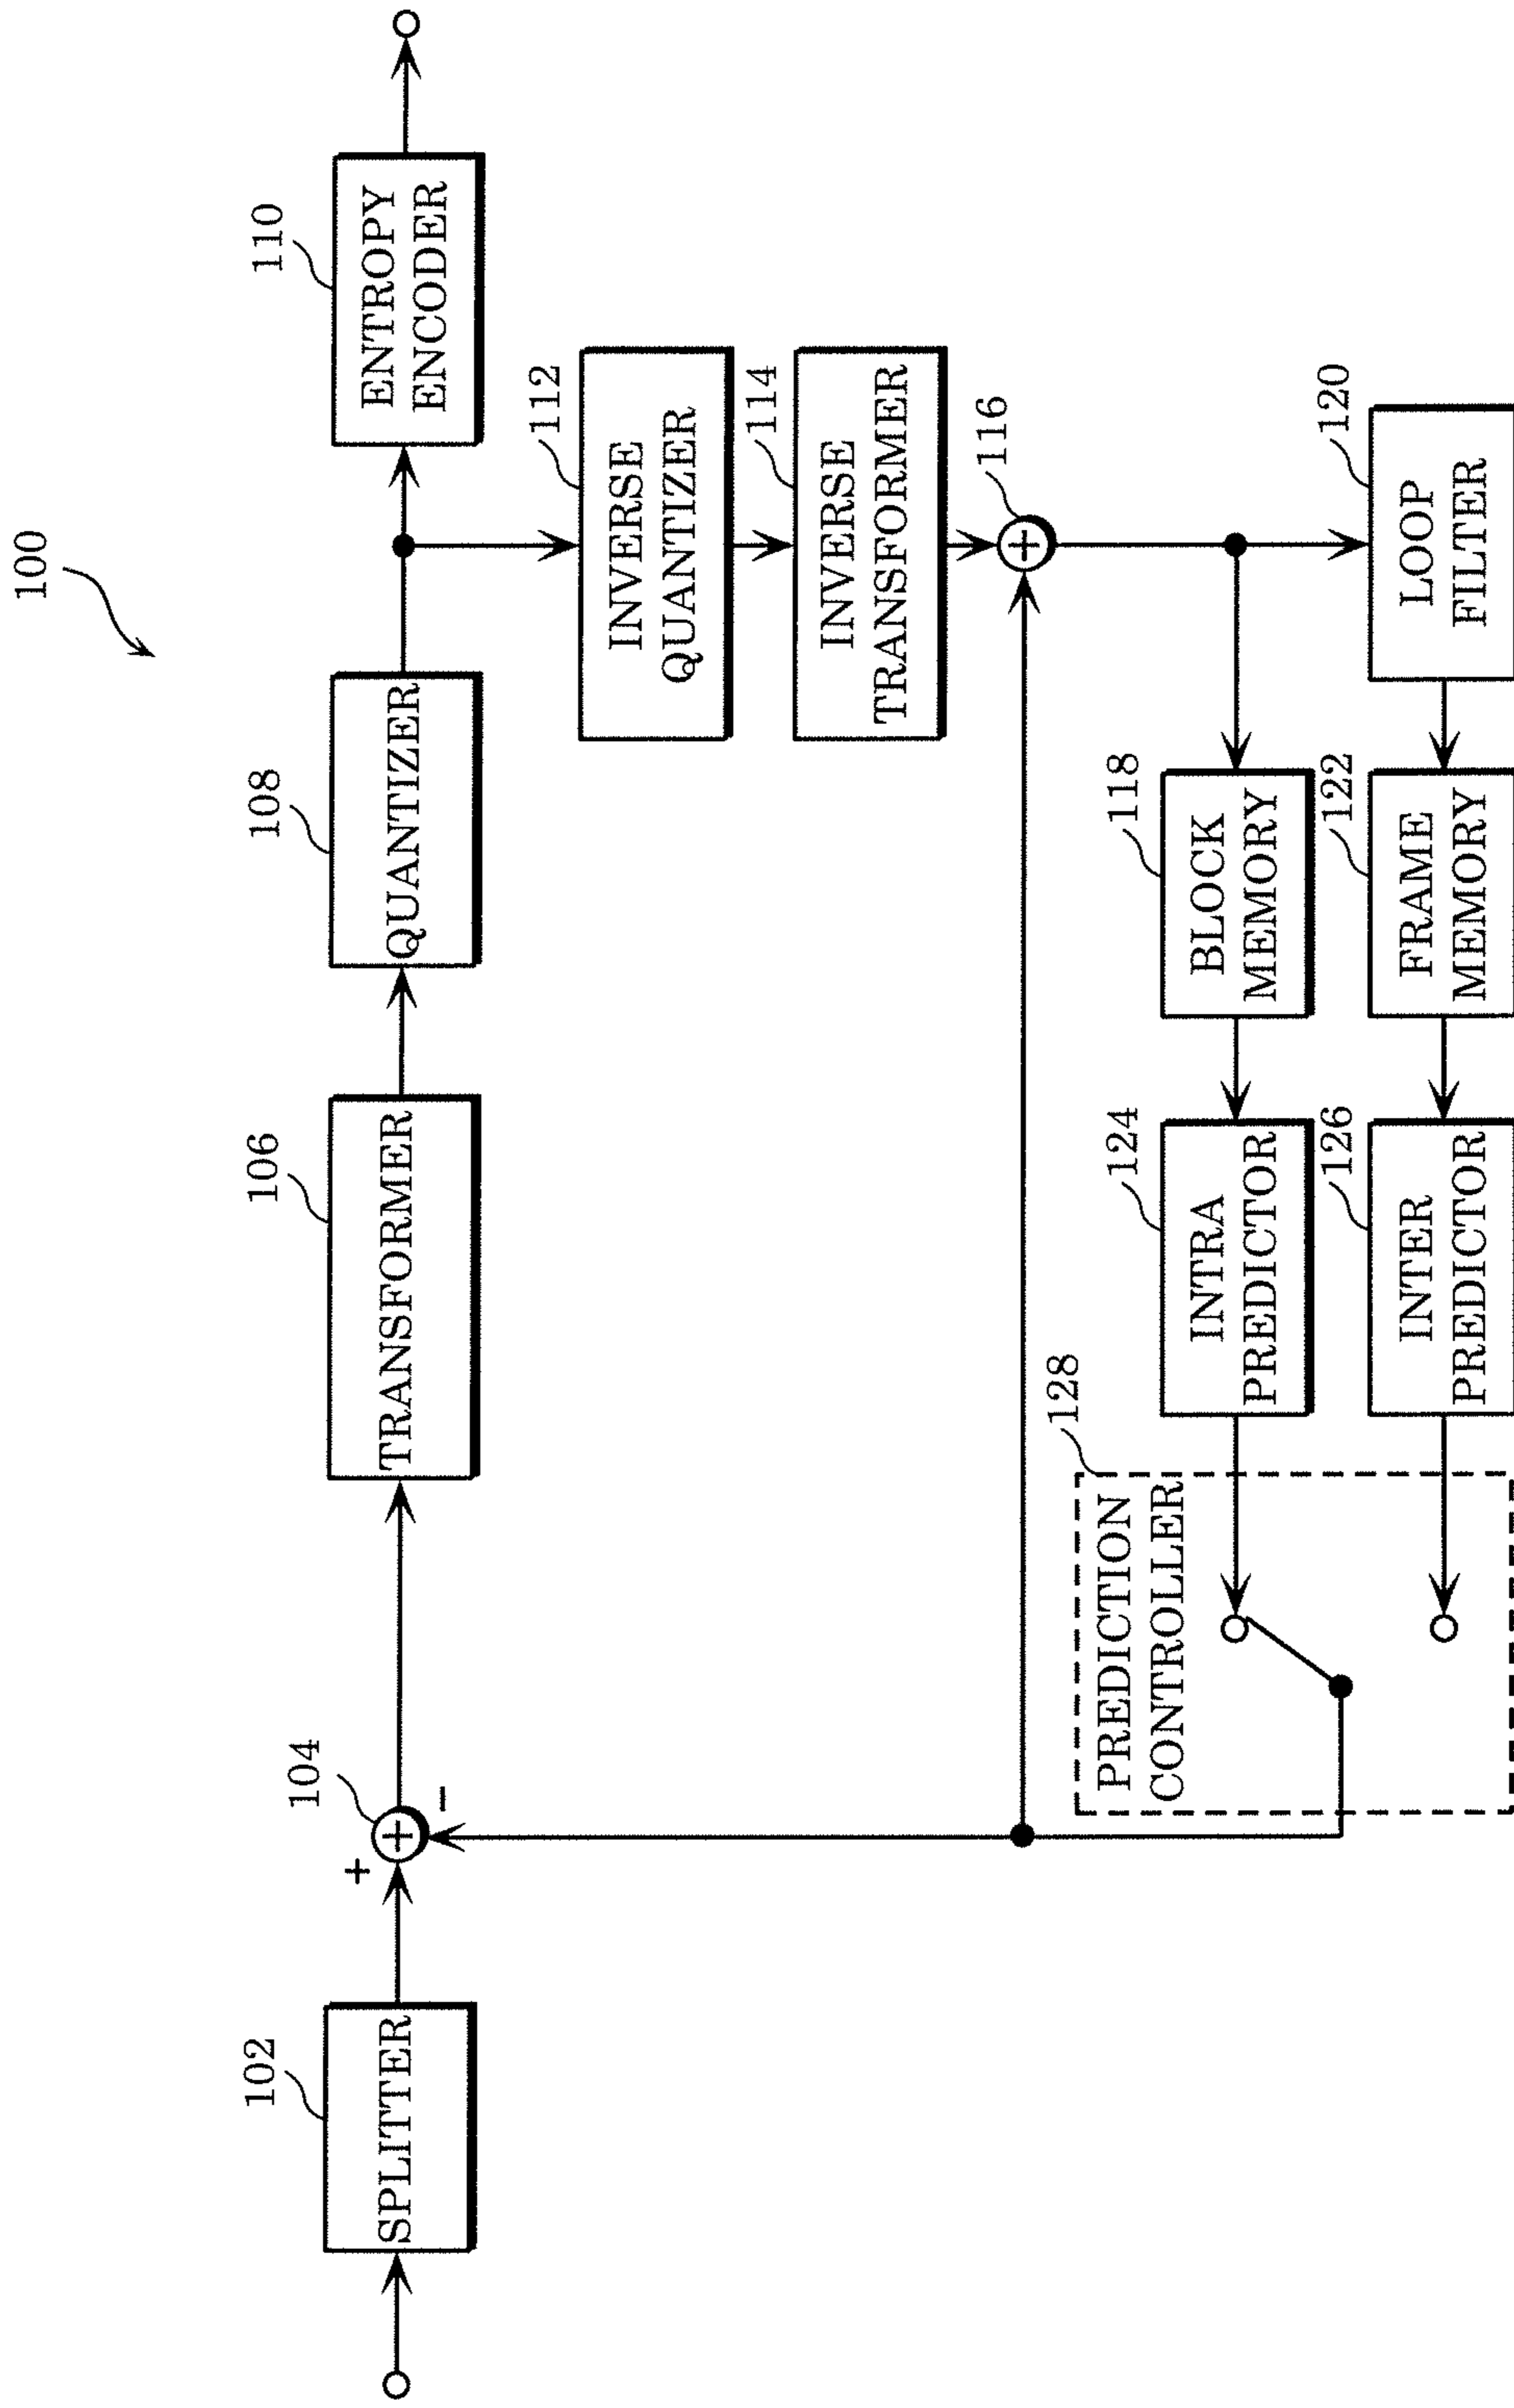 100
102
SPLITTER
104
+
−
106
TRANSFORMER
108
QUANTIZER
110
ENTROPY
ENCODER
112
INVERSE
QUANTIZER
114
INVERSE
TRANSFORMER
116
128
PREDICTION
CONTROLLER
124
INTRA
PREDICTOR
118
BLOCK
MEMORY
126
INTER
PREDICTOR
122
FRAME
MEMORY
120
LOOP
FILTER